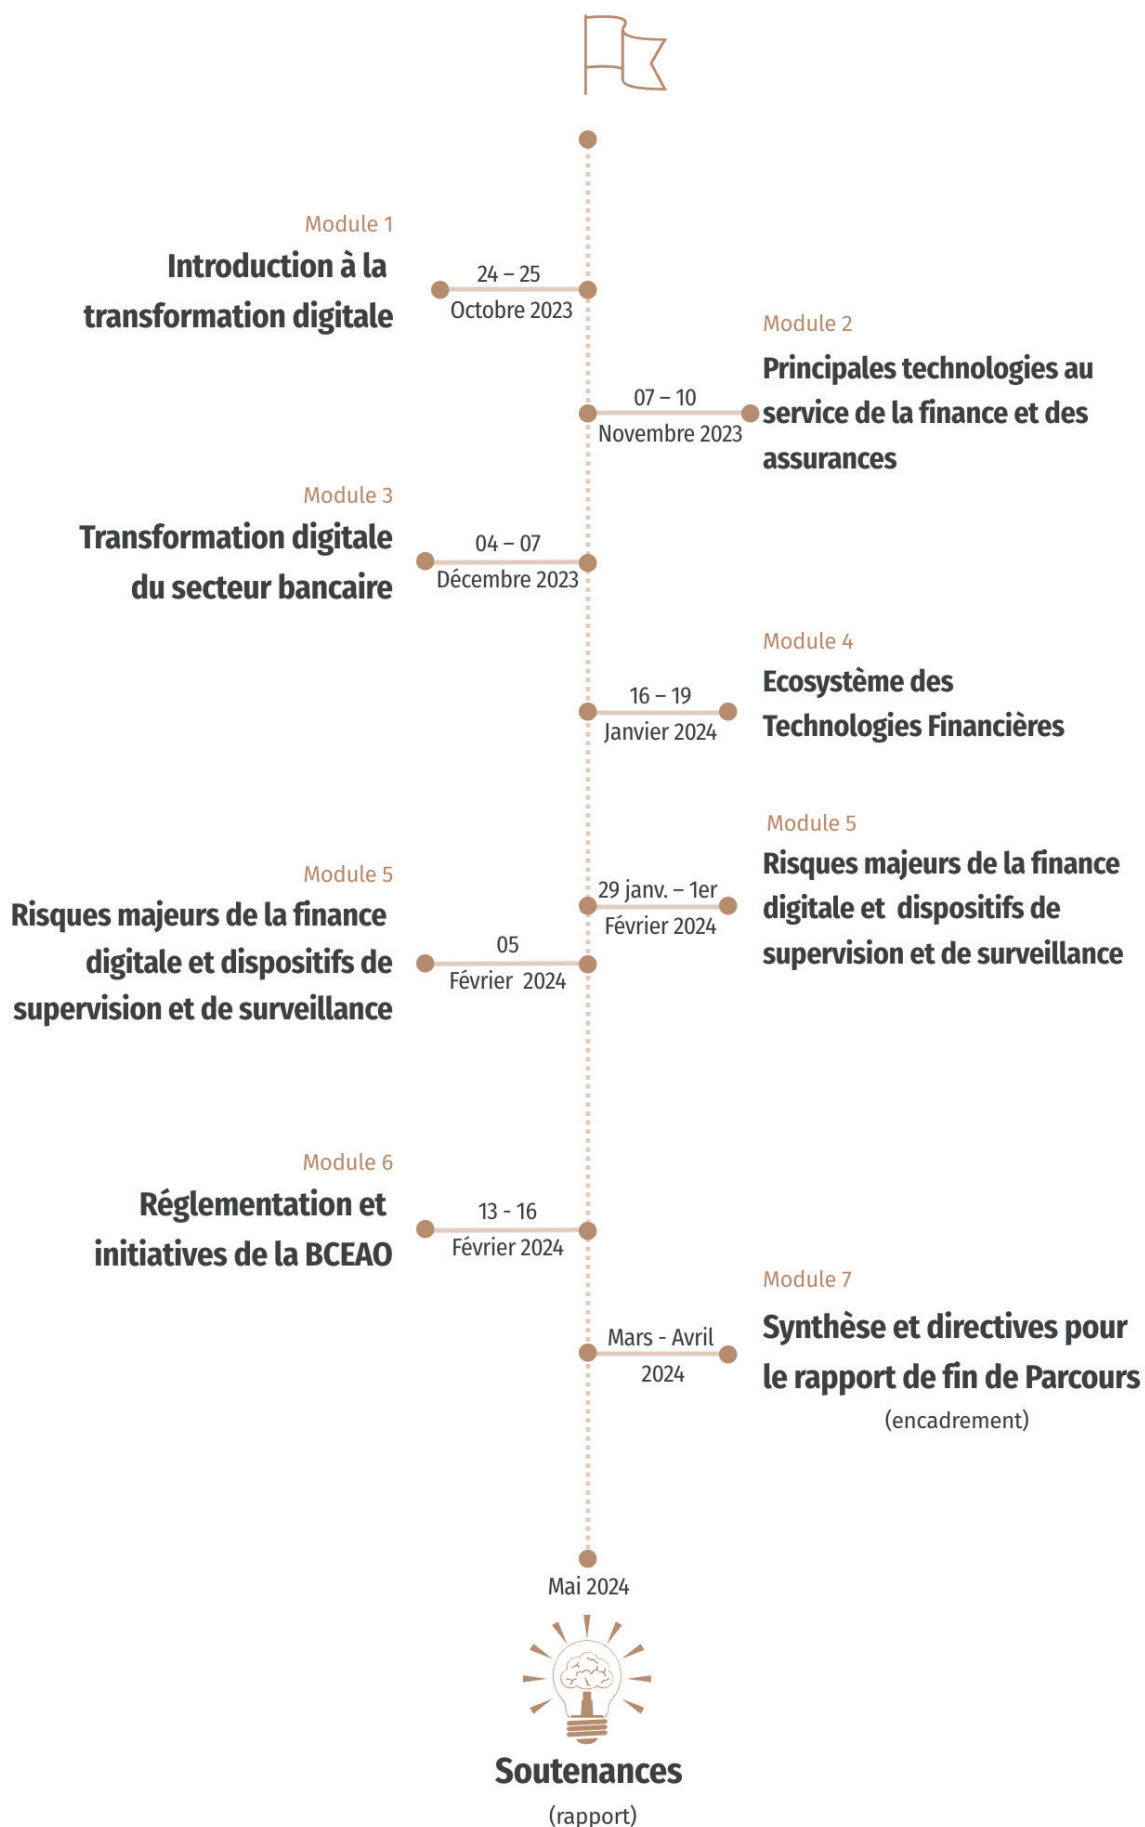 Module 1
Introduction à la
transformation digitale
24 – 25
Octobre 2023
Module 2
Principales technologies au
service de la finance et des
assurances
07 – 10
Novembre 2023
Module 3
Transformation digitale
du secteur bancaire
04 – 07
Décembre 2023
Module 4
Ecosystème des
Technologies Financières
16 – 19
Janvier 2024
Module 5
Risques majeurs de la finance
digitale et dispositifs de
supervision et de surveillance
29 janv. – 1er
Février 2024
Module 5
Risques majeurs de la finance
digitale et dispositifs de
supervision et de surveillance
05
Février 2024
Module 6
Réglementation et
initiatives de la BCEAO
13 - 16
Février 2024
Module 7
Synthèse et directives pour
le rapport de fin de Parcours
(encadrement)
Mars - Avril
2024
Mai 2024
Soutenances
(rapport)